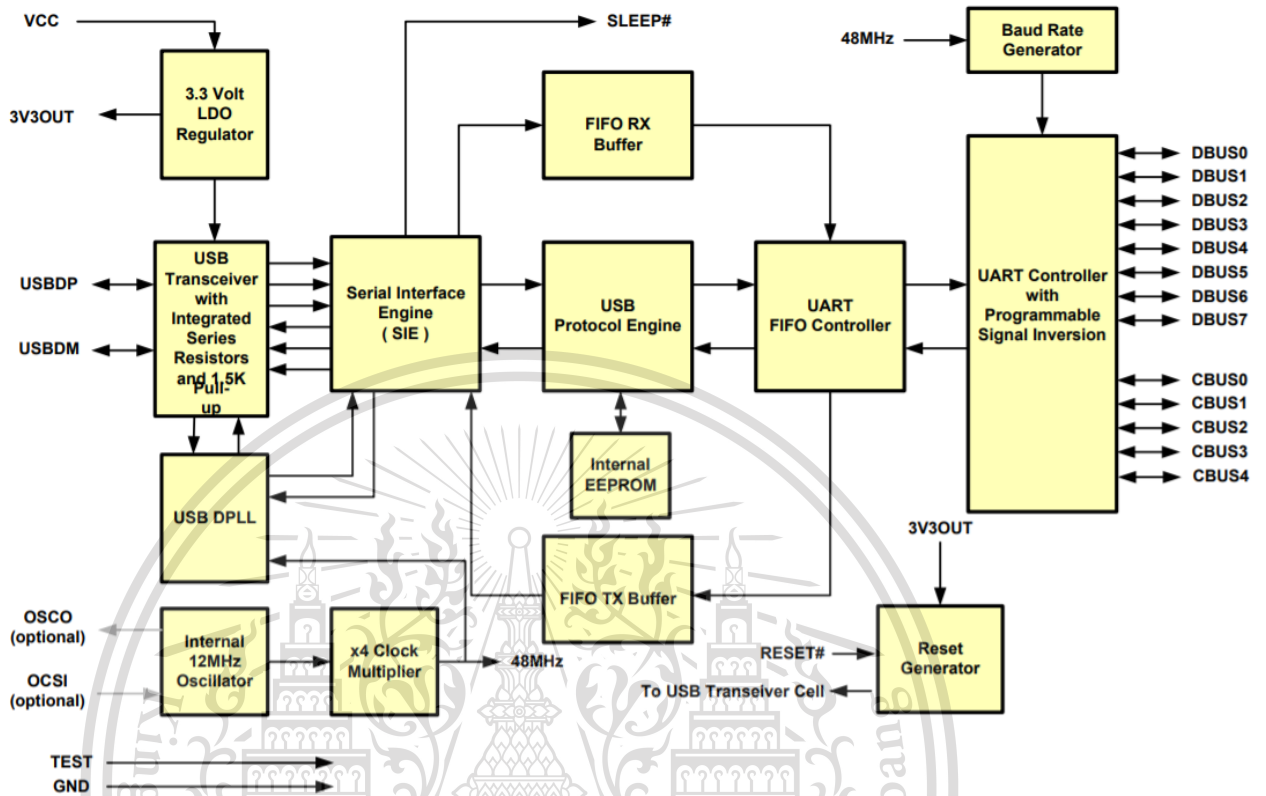 VCC
SLEEP#
48MHz
Baud Rate
Generator
3.3 Volt
LDO
Regulator
3V3OUT
FIFO RX
Buffer
DBUS0
DBUS1
DBUS2
DBUS3
DBUS4
DBUS5
DBUS6
DBUS7
USBDP
USBDM
USB
Transceiver
with
Integrated
Series
Resistors
and 1.5K
Pull-
up
Serial Interface
Engine
( SIE )
USB
Protocol Engine
UART
FIFO Controller
UART Controller
with
Programmable
Signal Inversion
CBUS0
CBUS1
CBUS2
CBUS3
CBUS4
Internal
EEPROM
USB DPLL
3V3OUT
FIFO TX Buffer
OSCO
(optional)
OCSI
(optional)
Internal
12MHz
Oscillator
x4 Clock
Multiplier
48MHz
RESET#
Reset
Generator
To USB Transeiver Cell
TEST
GND